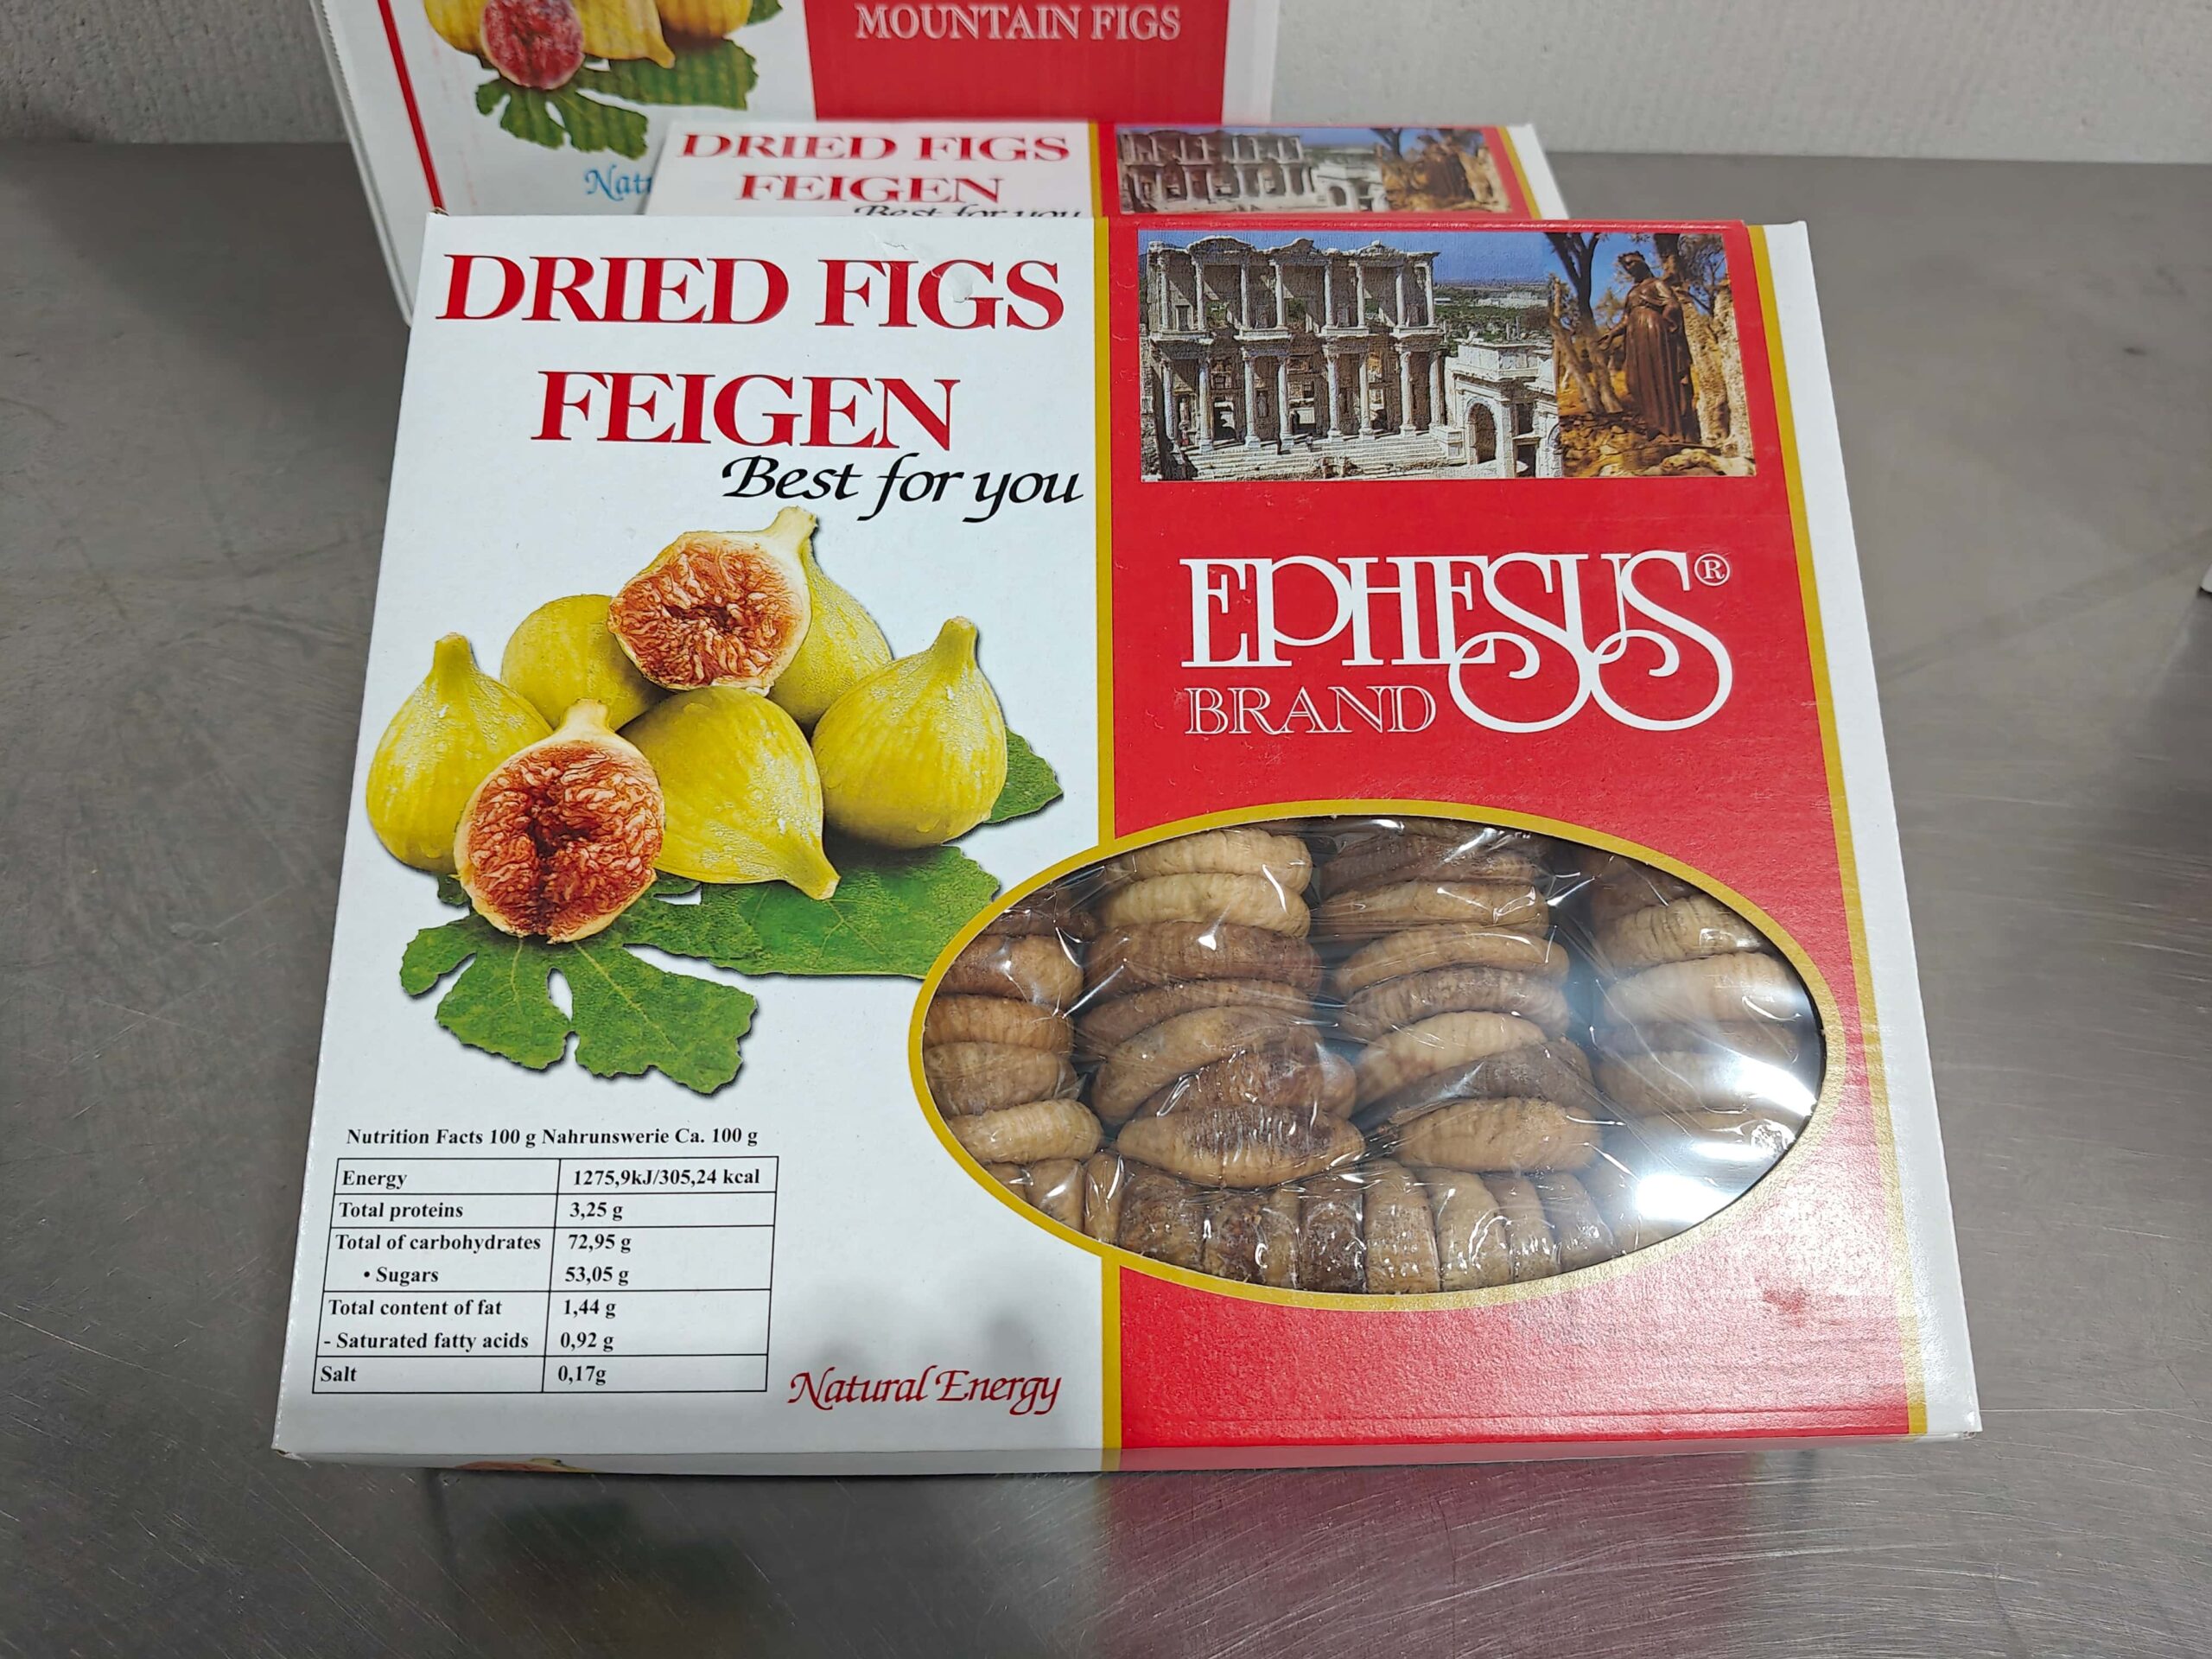 MOUNTAIN FIGS
DRIED FIGS
FEIGEN
Best for you
DRIED FIGS
FEIGEN
Best for you
EPHESUS®
BRAND
Nutrition Facts 100 g Nahrunswerie Ca. 100 g
Energy 1275,9kJ/305,24 kcal
Total proteins 3,25 g
Total of carbohydrates 72,95 g
• Sugars 53,05 g
Total content of fat 1,44 g
- Saturated fatty acids 0,92 g
Salt 0,17g
Natural Energy